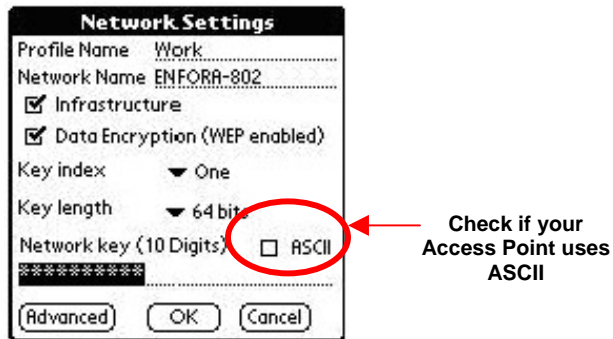 Network Settings
Profile Name Work
Network Name ENFORA-802
Infrastructure
Data Encryption (WEP enabled)
Key index One
Key length 64 bits
Network key (10 Digits) ASCII
**********
Advanced OK Cancel
Check if your
Access Point uses
ASCII